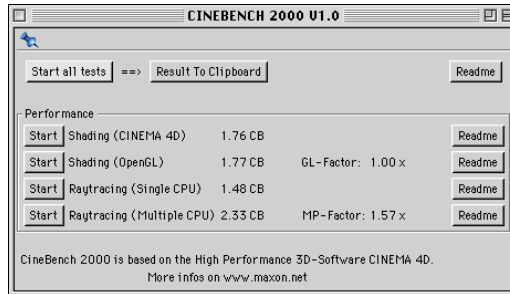 CINEBENCH 2000 V1.0
Start all tests ==> Result To Clipboard Readme
Performance
Start Shading (CINEMA 4D) 1.76 CB Readme
Start Shading (OpenGL) 1.77 CB GL-Factor: 1.00 x Readme
Start Raytracing (Single CPU) 1.48 CB Readme
Start Raytracing (Multiple CPU) 2.33 CB MP-Factor: 1.57 x Readme
CineBench 2000 is based on the High Performance 3D-Software CINEMA 4D.
More infos on www.maxon.net